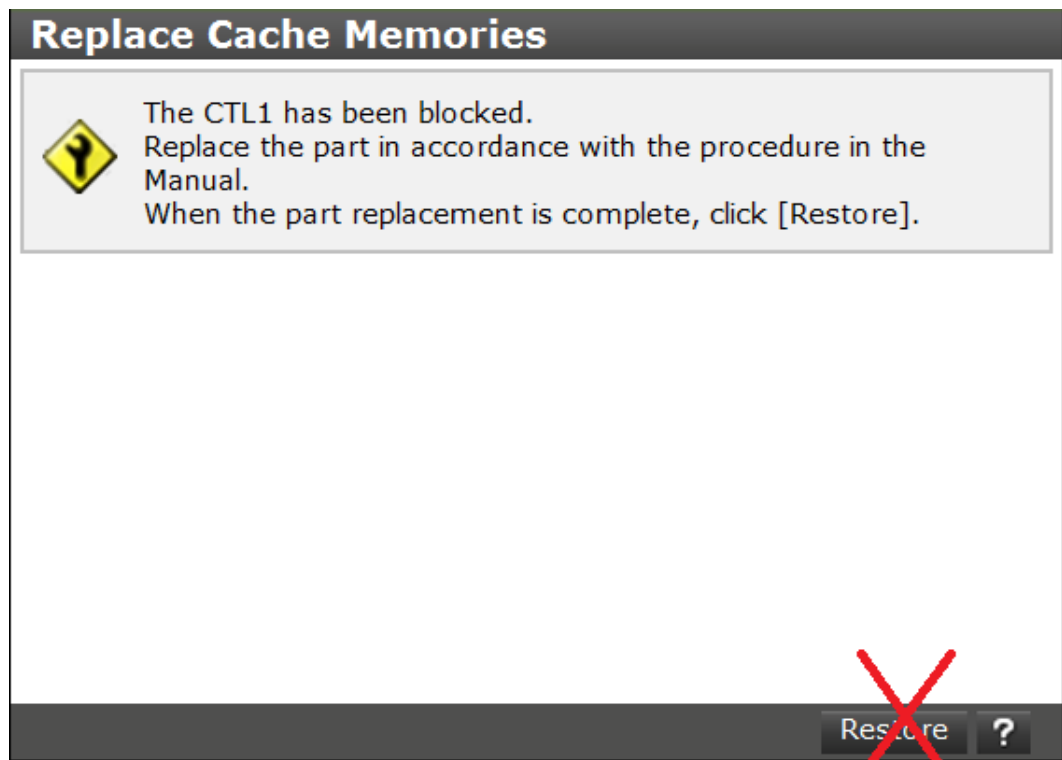 Replace Cache Memories
The CTL1 has been blocked.
Replace the part in accordance with the procedure in the
Manual.
When the part replacement is complete, click [Restore].
Restore ?